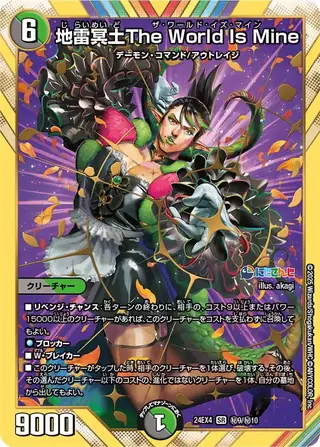 6
じらいめいど
ザ・ワールド・イズ・マイン
地雷冥土The World Is Mine
デーモン・コマンド/アウトレイジ
クリーチャー
にじさんじ
illus. akagi
■リベンジ・チャンス：各ターンの終わりに、相手の、コスト9以上またはパワー
15000以上のクリーチャーがあれば、このクリーチャーをコストを支払わずに召喚し
てもよい。
ブロッカー
■W・ブレイカー
■このクリーチャーがタップした時、相手のクリーチャーを1体選び、破壊する。その後、
その選んだクリーチャー以下のコストの、進化ではないクリーチャーを1体、自分の墓地
から出してもよい。
9000
1
24EX4 SR